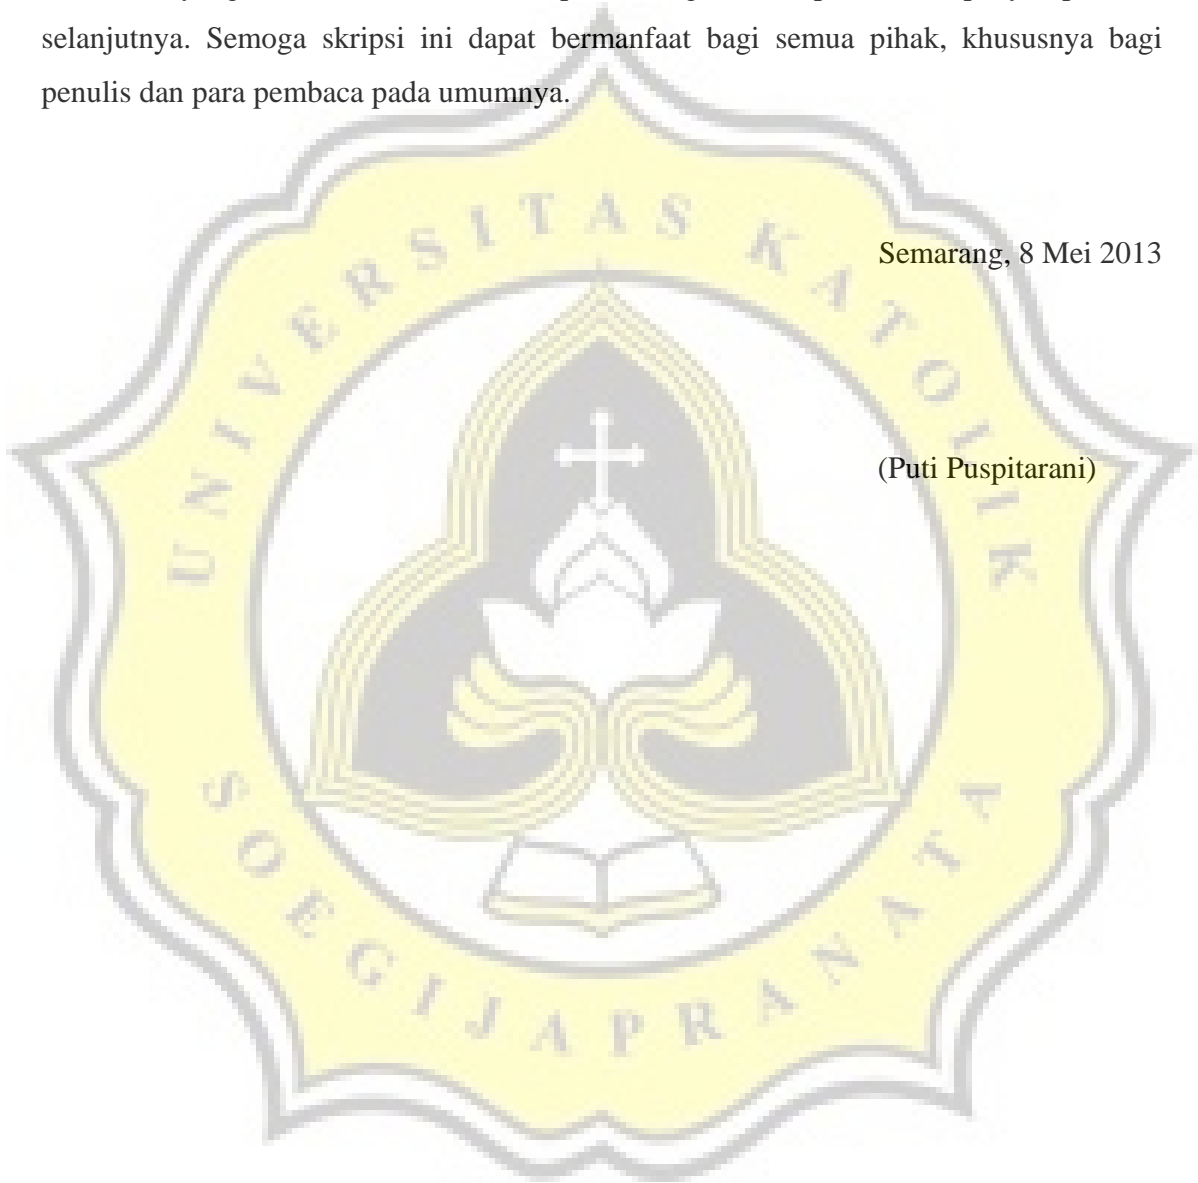 selanjutnya. Semoga skripsi ini dapat bermanfaat bagi semua pihak, khususnya bagi
penulis dan para pembaca pada umumnya.
Semarang, 8 Mei 2013
(Puti Puspitarani)
UNIVERSITAS KATOLIK
SOEGIJAPRANATA